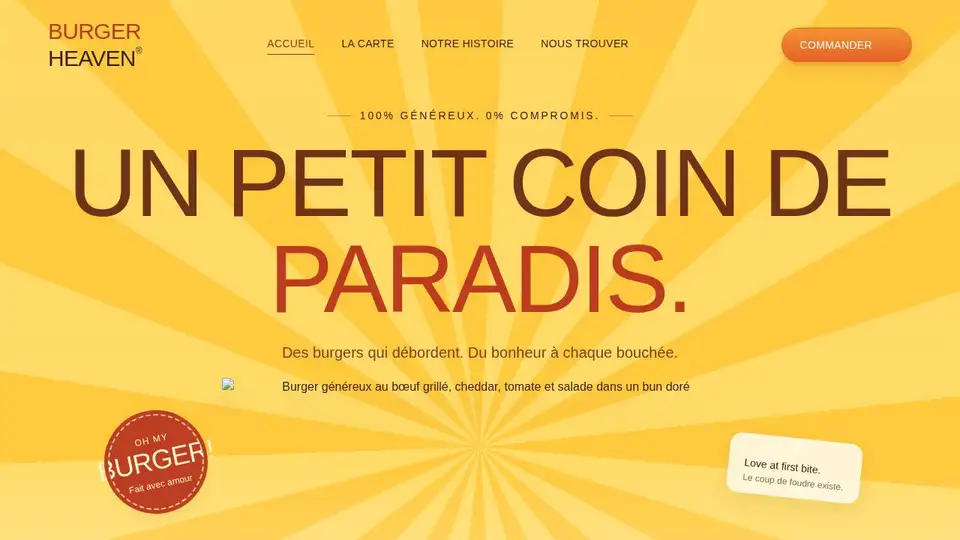 BURGER
HEAVEN®
ACCUEIL LA CARTE NOTRE HISTOIRE NOUS TROUVER
COMMANDER
100% GÉNÉREUX. 0% COMPROMIS.
UN PETIT COIN DE
PARADIS.
Des burgers qui débordent. Du bonheur à chaque bouchée.
Burger généreux au bœuf grillé, cheddar, tomate et salade dans un bun doré
OH MY
BURGER!
Fait avec amour
Love at first bite.
Le coup de foudre existe.